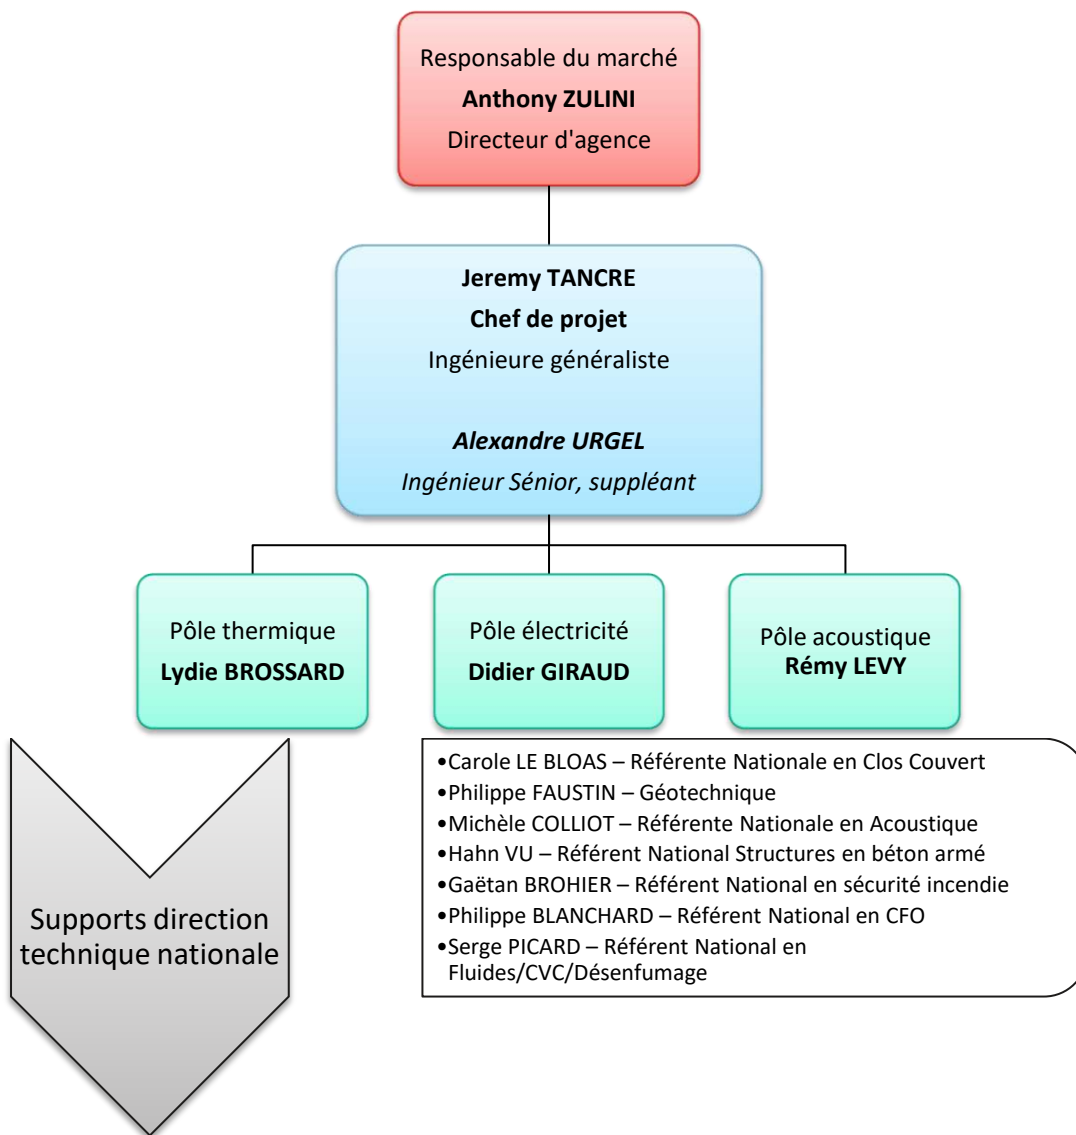 Responsable du marché
Anthony ZULINI
Directeur d'agence
Jeremy TANCRE
Chef de projet
Ingénieure généraliste
Alexandre URGEL
Ingénieur Sénior, suppléant
Pôle thermique
Lydie BROSSARD
Pôle électricité
Didier GIRAUD
Pôle acoustique
Rémy LEVY
Supports direction
technique nationale
•Carole LE BLOAS – Référente Nationale en Clos Couvert
•Philippe FAUSTIN – Géotechnique
•Michèle COLLIOT – Référente Nationale en Acoustique
•Hahn VU – Référent National Structures en béton armé
•Gaëtan BROHIER – Référent National en sécurité incendie
•Philippe BLANCHARD – Référent National en CFO
•Serge PICARD – Référent National en
Fluides/CVC/Désenfumage